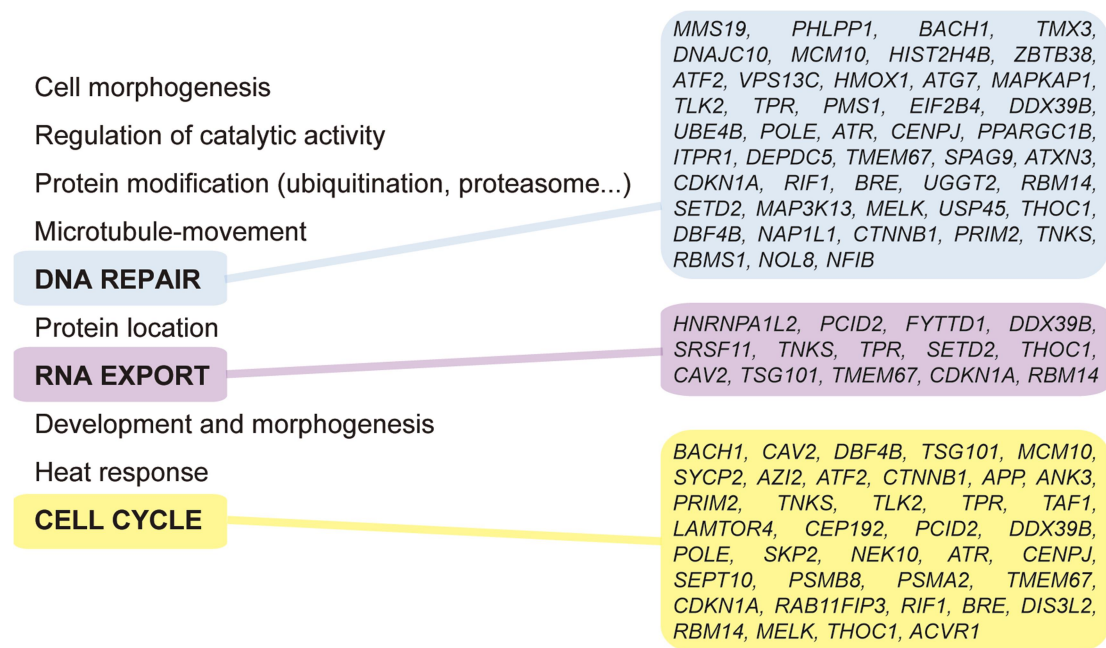 Cell morphogenesis
Regulation of catalytic activity
Protein modification (ubiquitination, proteasome...)
Microtubule-movement
DNA REPAIR
Protein location
RNA EXPORT
Development and morphogenesis
Heat response
CELL CYCLE
MMS19, PHLPP1, BACH1, TMX3,
DNAJC10, MCM10, HIST2H4B, ZBTB38,
ATF2, VPS13C, HMOX1, ATG7, MAPKAP1,
TLK2, TPR, PMS1, EIF2B4, DDX39B,
UBE4B, POLE, ATR, CENPJ, PPARGC1B,
ITPR1, DEPDC5, TMEM67, SPAG9, ATXN3,
CDKN1A, RIF1, BRE, UGGT2, RBM14,
SETD2, MAP3K13, MELK, USP45, THOC1,
DBF4B, NAP1L1, CTNNB1, PRIM2, TNKS,
RBMS1, NOL8, NFIB
HNRNPA1L2, PCID2, FYTTD1, DDX39B,
SRSF11, TNKS, TPR, SETD2, THOC1,
CAV2, TSG101, TMEM67, CDKN1A, RBM14
BACH1, CAV2, DBF4B, TSG101, MCM10,
SYCP2, AZI2, ATF2, CTNNB1, APP, ANK3,
PRIM2, TNKS, TLK2, TPR, TAF1,
LAMTOR4, CEP192, PCID2, DDX39B,
POLE, SKP2, NEK10, ATR, CENPJ,
SEPT10, PSMB8, PSMA2, TMEM67,
CDKN1A, RAB11FIP3, RIF1, BRE, DIS3L2,
RBM14, MELK, THOC1, ACVR1